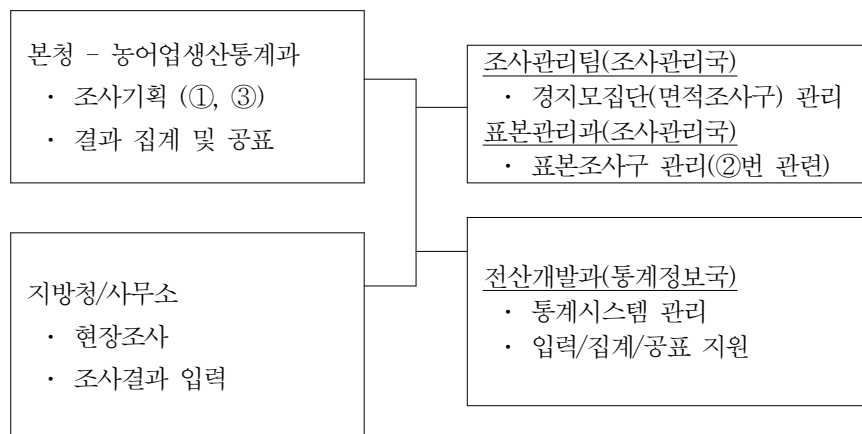 본청 - 농어업생산통계과
· 조사기획 (①, ③)
· 결과 집계 및 공표
조사관리팀(조사관리국)
· 경지모집단(면적조사구) 관리
표본관리과(조사관리국)
· 표본조사구 관리(②번 관련)
지방청/사무소
· 현장조사
· 조사결과 입력
전산개발과(통계정보국)
· 통계시스템 관리
· 입력/집계/공표 지원